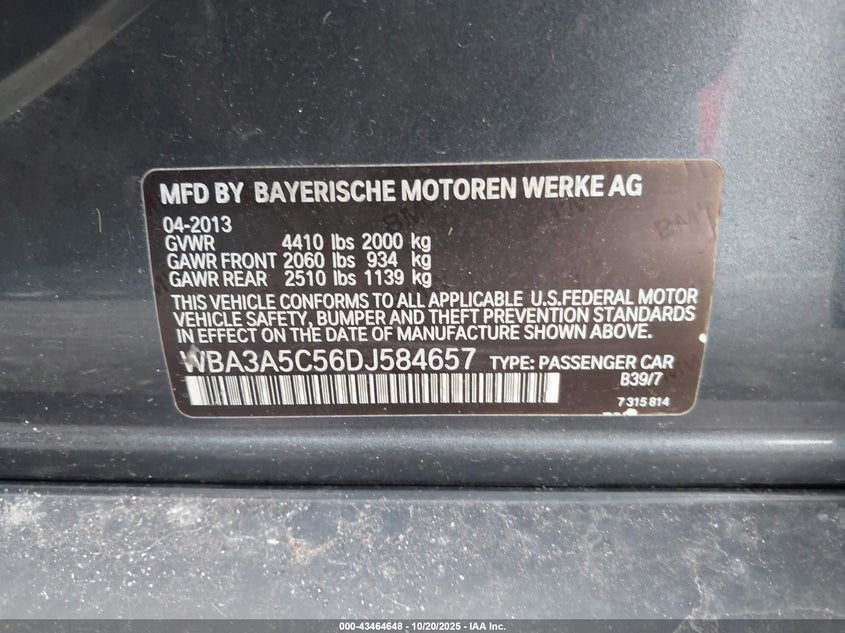 MFD BY BAYERISCHE MOTOREN WERKE AG
04-2013
GVWR 4410 lbs 2000 kg
GAWR FRONT 2060 lbs 934 kg
GAWR REAR 2510 lbs 1139 kg
THIS VEHICLE CONFORMS TO ALL APPLICABLE U.S.FEDERAL MOTOR
VEHICLE SAFETY, BUMPER AND THEFT PREVENTION STANDARDS
IN EFFECT ON THE DATE OF MANUFACTURE SHOWN ABOVE.
WBA3A5C56DJ584657 TYPE: PASSENGER CAR
B39/7
7 315 814
000-43464648 - 10/20/2025 - IAA Inc.